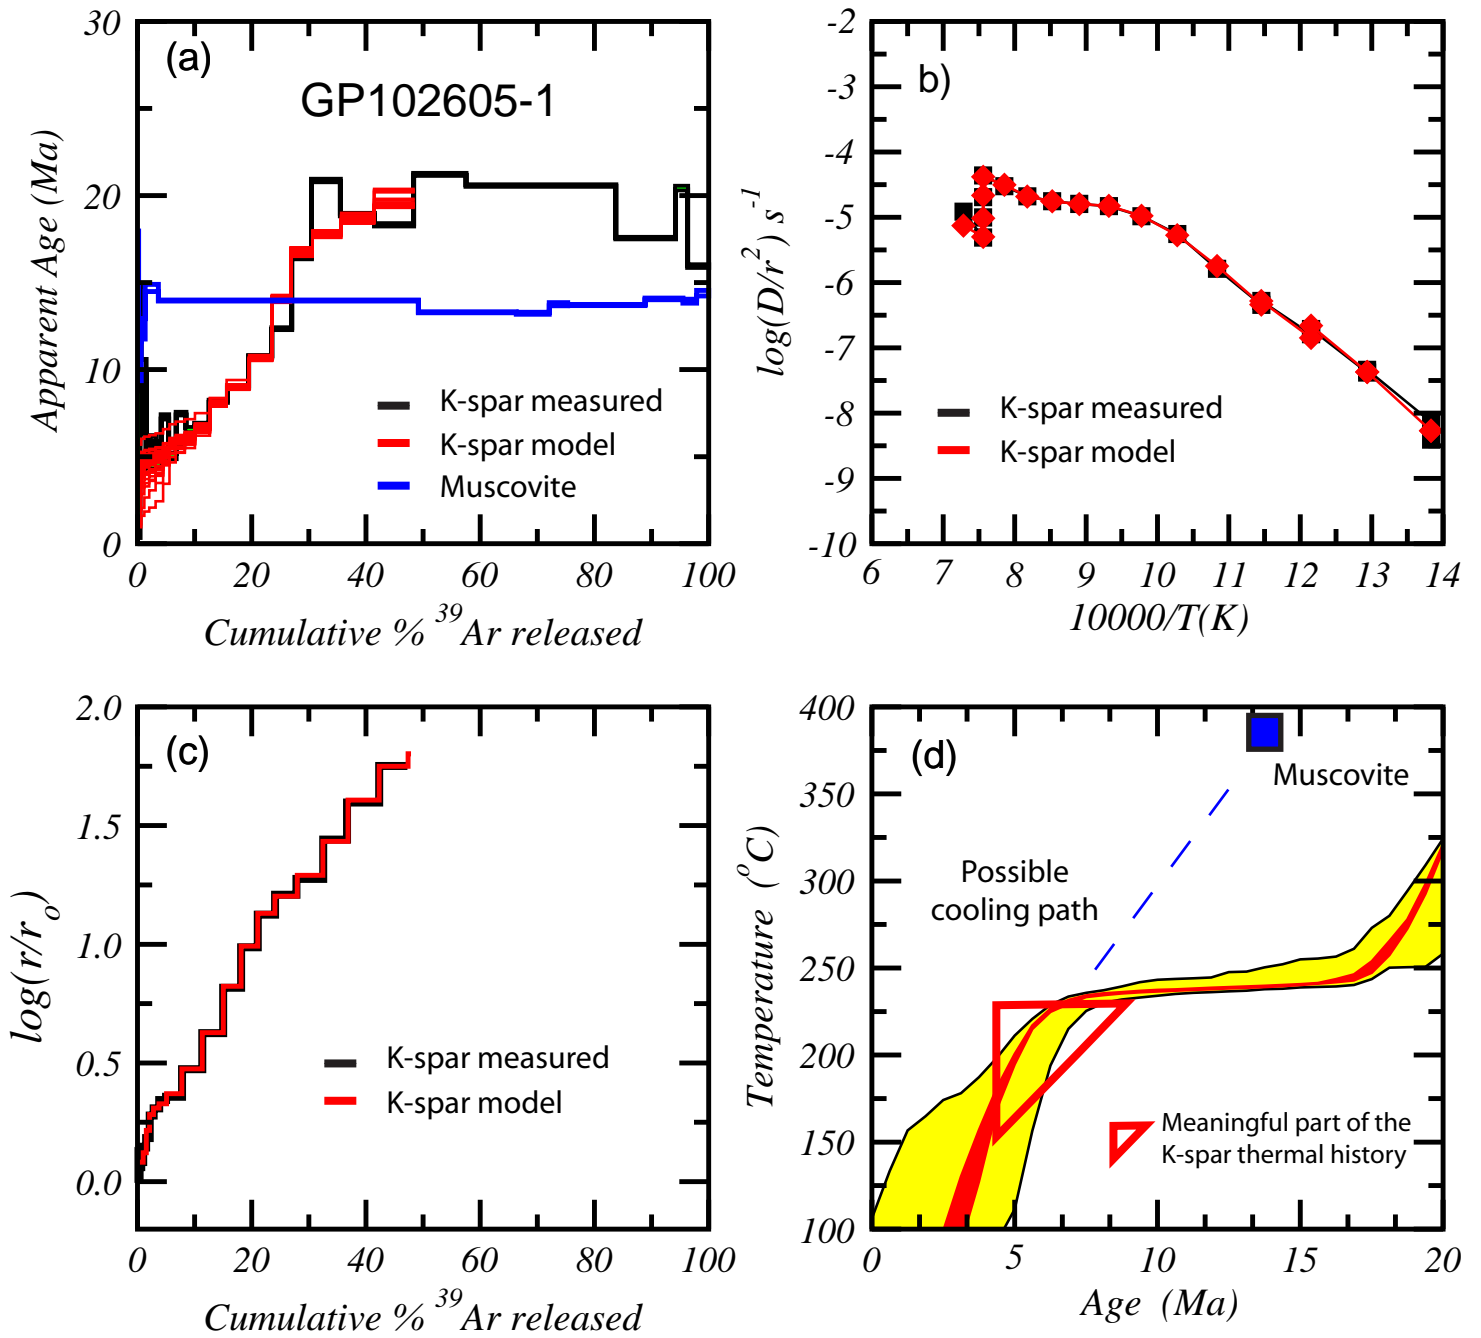 (a)
GP102605-1
30
20
10
0
Apparent Age (Ma)
K-spar measured
K-spar model
Muscovite
0 20 40 60 80 100
Cumulative % ³⁹Ar released
b)
-2
-3
-4
-5
-6
-7
-8
-9
-10
log(D/r²) s⁻¹
K-spar measured
K-spar model
6 7 8 9 10 11 12 13 14
10000/T(K)
(c)
2.0
1.5
1.0
0.5
0.0
log(r/rₒ)
K-spar measured
K-spar model
0 20 40 60 80 100
Cumulative % ³⁹Ar released
(d)
400
350
300
250
200
150
100
Temperature (°C)
Muscovite
Possible
cooling path
Meaningful part of the
K-spar thermal history
0 5 10 15 20
Age (Ma)